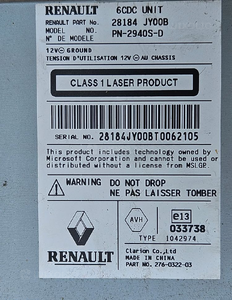 RENAULT 6CDC UNIT
RENAULT PART No. 28184 JY00B
MODEL NO. PN-2940S-D
N° DE MODELE
12V⎓ GROUND
TENSION D'UTILISATION 12V⎓ AU CHASSIS
CLASS 1 LASER PRODUCT
SERIAL NO. 28184JY00BT0062105
This product includes technology owned by
Microsoft Corporation and cannot be used or
distributed without a license from MSLGP.
WARNING DO NOT DROP
NE PAS LAISSER TOMBER
AVH
e13
033738
TYPE 1042974
RENAULT
Clarion Co.,Ltd
MADE IN CHINA
PART NO. 276-0322-03